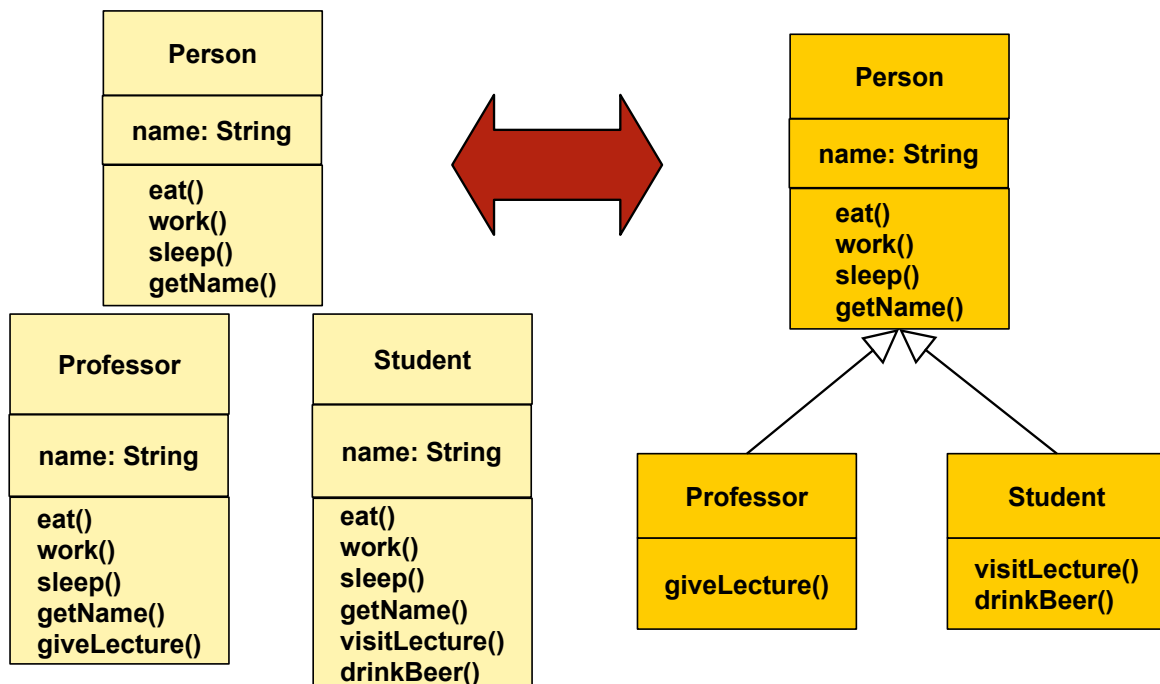 Person
name: String
eat()
work()
sleep()
getName()
Professor
name: String
eat()
work()
sleep()
getName()
giveLecture()
Student
name: String
eat()
work()
sleep()
getName()
visitLecture()
drinkBeer()
Person
name: String
eat()
work()
sleep()
getName()
Professor
giveLecture()
Student
visitLecture()
drinkBeer()